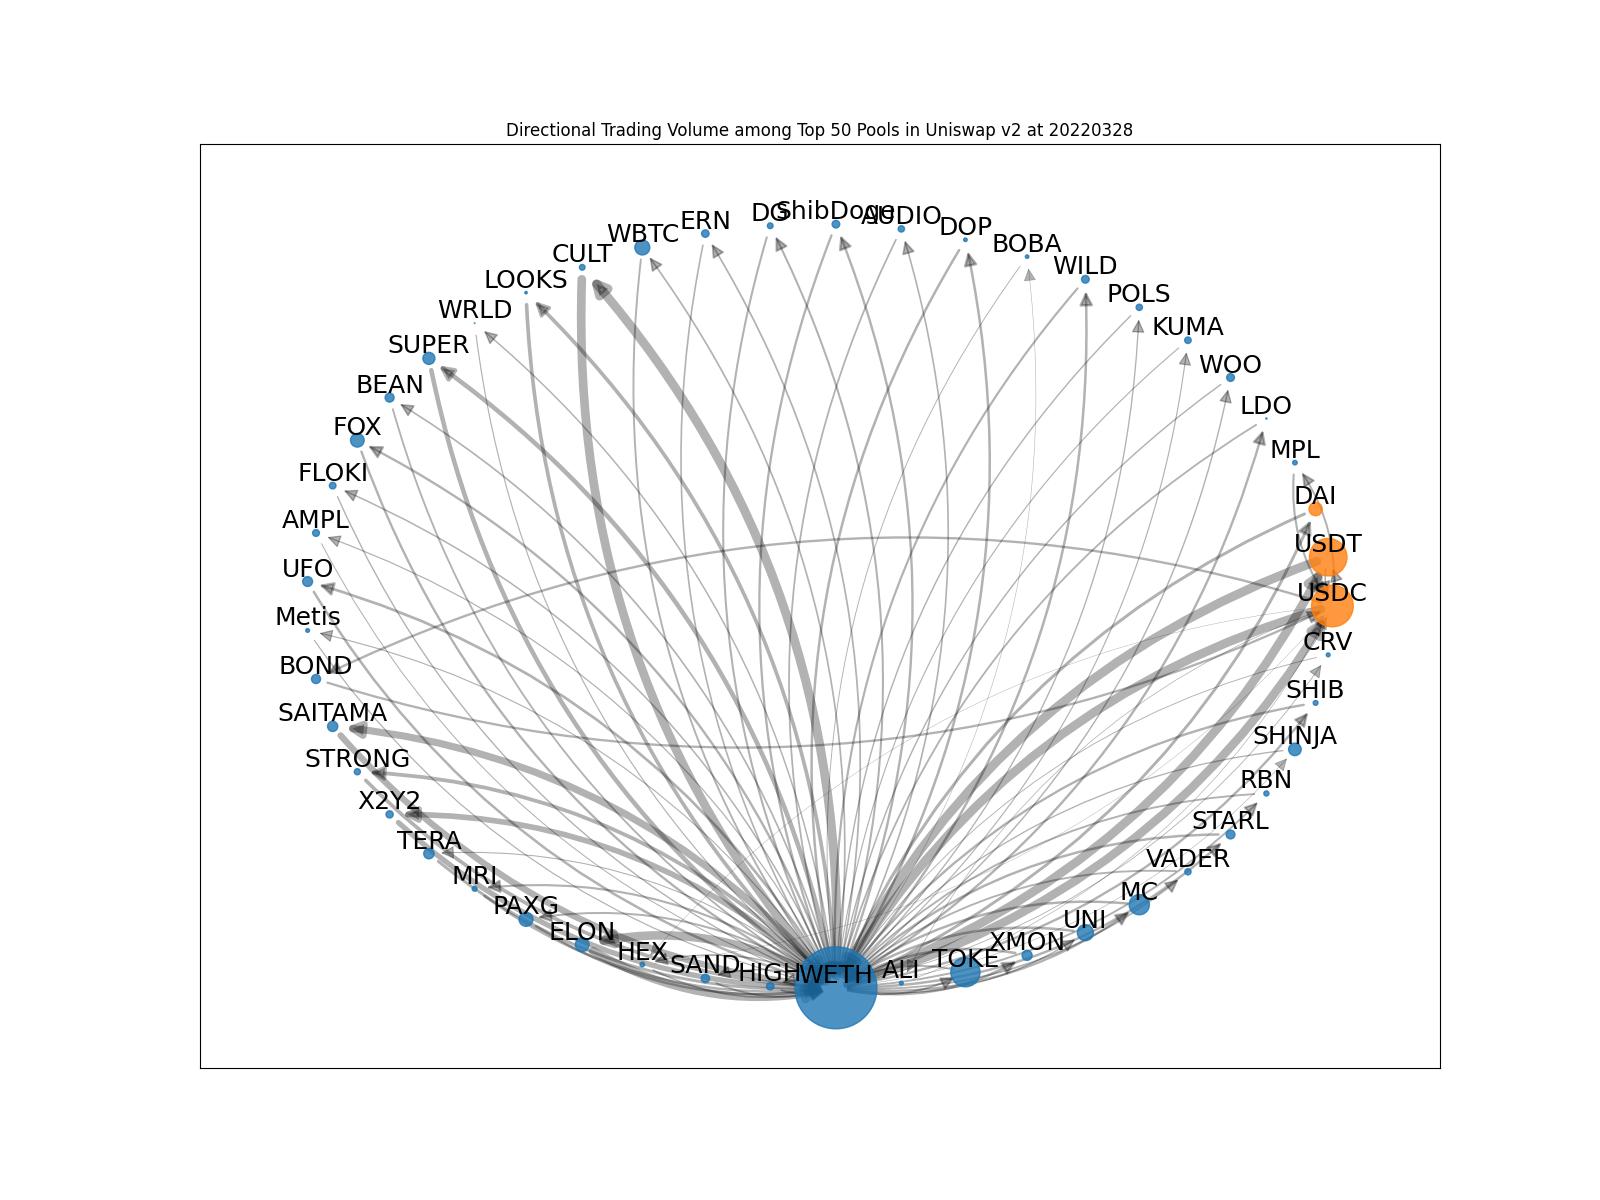 Directional Trading Volume among Top 50 Pools in Uniswap v2 at 20220328
DG
ShibDoge
AUDIO
ERN
DOP
WBTC
BOBA
CULT
WILD
LOOKS
POLS
WRLD
KUMA
SUPER
WOO
BEAN
LDO
FOX
MPL
FLOKI
DAI
AMPL
USDT
UFO
USDC
Metis
CRV
BOND
SHIB
SAITAMA
SHINJA
STRONG
RBN
X2Y2
STARL
TERA
VADER
MRI
MC
PAXG
UNI
ELON
XMON
HEX
TOKE
SAND
HIGH
WETH
ALI